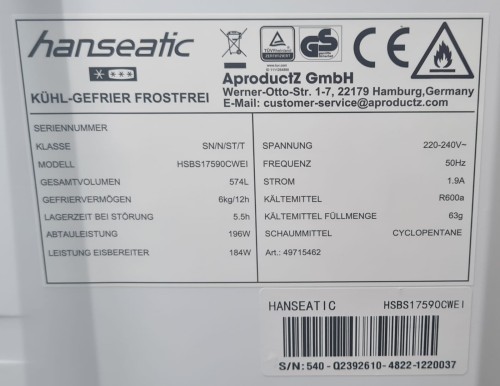 hanseatic
KÜHL-GEFRIER FROSTFREI
AproductZ GmbH
Werner-Otto-Str. 1-7, 22179 Hamburg,Germany
E-Mail: customer-service@aproductz.com
SERIENNUMMER
KLASSE SN/N/ST/T
MODELL HSBS17590CWEI
GESAMTVOLUMEN 574L
GEFRIERVERMÖGEN 6kg/12h
LAGERZEIT BEI STÖRUNG 5.5h
ABTAULEISTUNG 196W
LEISTUNG EISBEREITER 184W
SPANNUNG 220-240V~
FREQUENZ 50Hz
STROM 1.9A
KÄLTEMITTEL R600a
KÄLTEMITTEL FÜLLMENGE 63g
SCHAUMMITTEL CYCLOPENTANE
Art.: 49715462
HANSEATIC HSBS17590CWEI
S/N: 540-Q2392610-4822-1220037